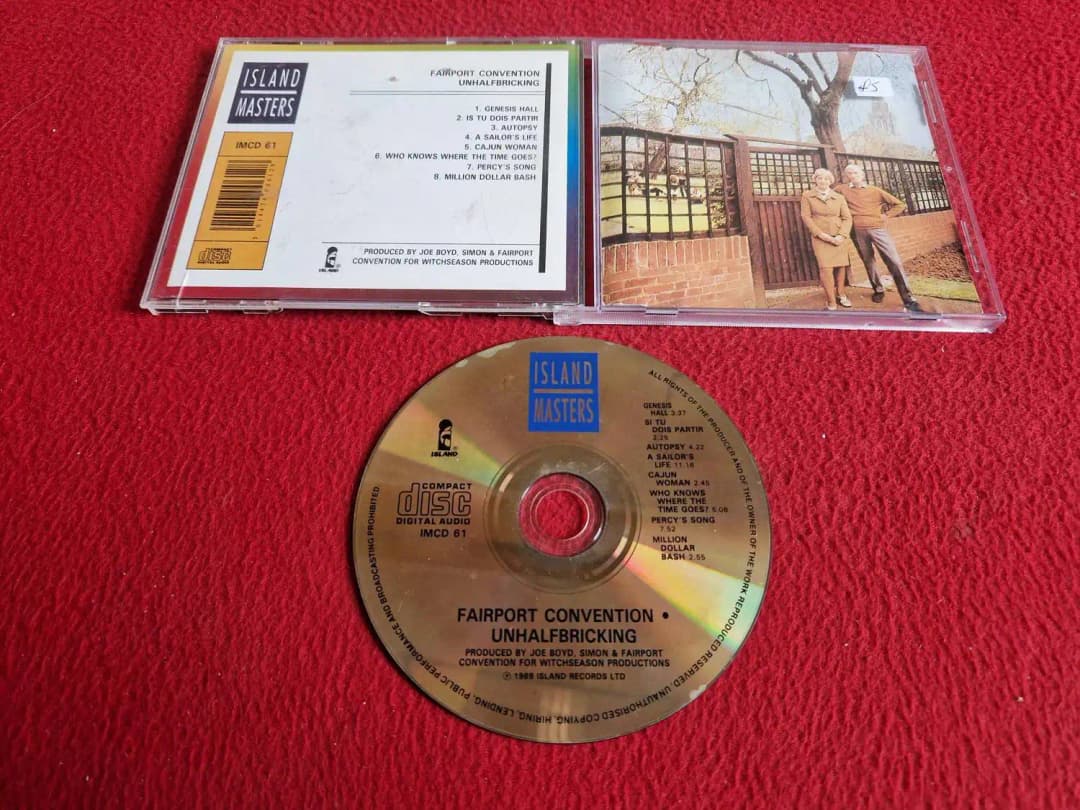 ISLAND
MASTERS
IMCD 61
COMPACT
disc
DIGITAL AUDIO
FAIRPORT CONVENTION
UNHALFBRICKING
1. GENESIS HALL
2. IS TU DOIS PARTIR
3. AUTOPSY
4. A SAILOR'S LIFE
5. CAJUN WOMAN
6. WHO KNOWS WHERE THE TIME GOES?
7. PERCY'S SONG
8. MILLION DOLLAR BASH
ISLAND
PRODUCED BY JOE BOYD, SIMON & FAIRPORT
CONVENTION FOR WITCHSEASON PRODUCTIONS
£5
ISLAND
MASTERS
ISLAND
COMPACT
disc
DIGITAL AUDIO
IMCD 61
GENESIS
HALL 3.37
SI TU
DOIS PARTIR
2.25
AUTOPSY 4.22
A SAILOR'S
LIFE 11.16
CAJUN
WOMAN 2.45
WHO KNOWS
WHERE THE
TIME GOES? 5.06
PERCY'S SONG
7.52
MILLION
DOLLAR
BASH 2.55
FAIRPORT CONVENTION •
UNHALFBRICKING
PRODUCED BY JOE BOYD, SIMON & FAIRPORT
CONVENTION FOR WITCHSEASON PRODUCTIONS
Ⓟ 1969 ISLAND RECORDS LTD
ALL RIGHTS OF THE PRODUCER AND OF THE OWNER OF THE WORK REPRODUCED RESERVED. UNAUTHORISED COPYING, HIRING, LENDING, PUBLIC PERFORMANCE AND BROADCASTING PROHIBITED